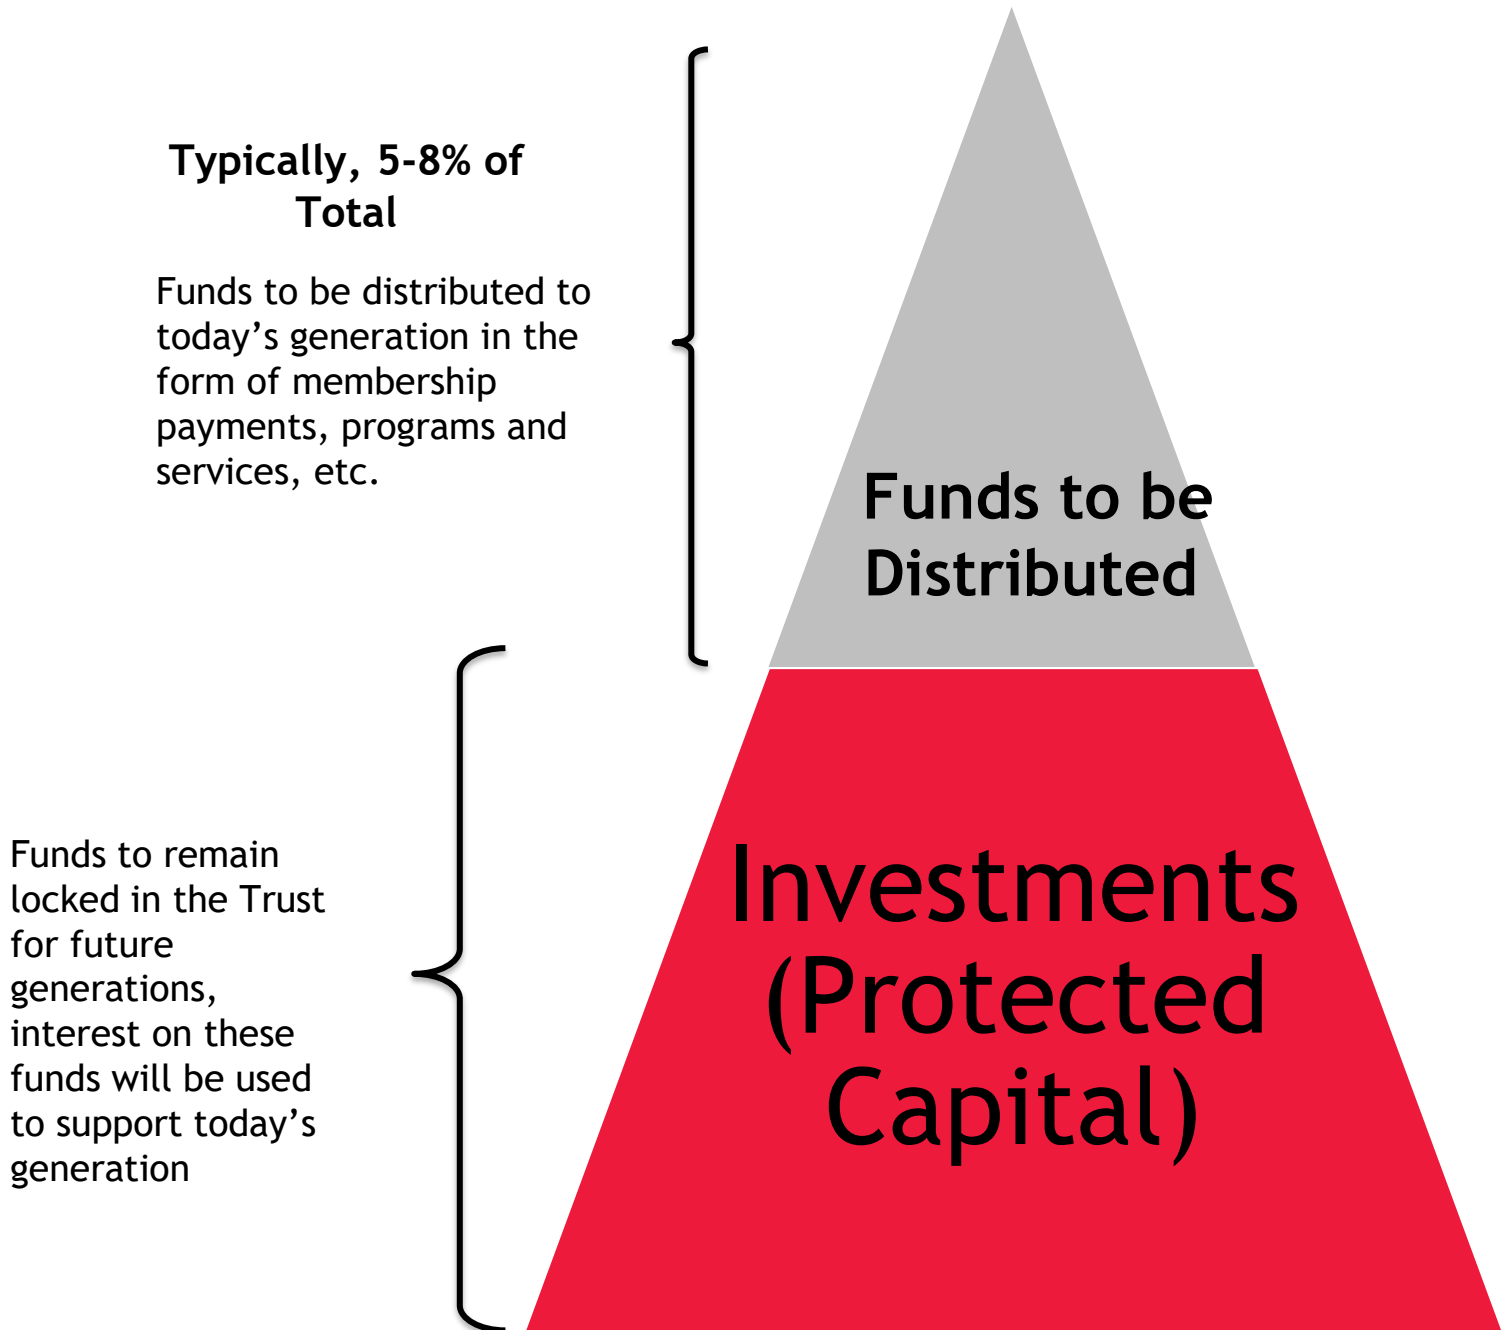 Typically, 5-8% of
Total
Funds to be distributed to
today’s generation in the
form of membership
payments, programs and
services, etc.
Funds to be
Distributed
Funds to remain
locked in the Trust
for future
generations,
interest on these
funds will be used
to support today’s
generation
Investments
(Protected
Capital)